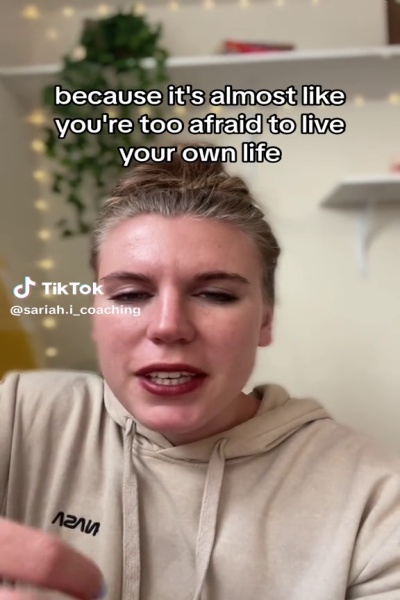 because it's almost like
you're too afraid to live
your own life
TikTok
@sariah.i_coaching
NASA